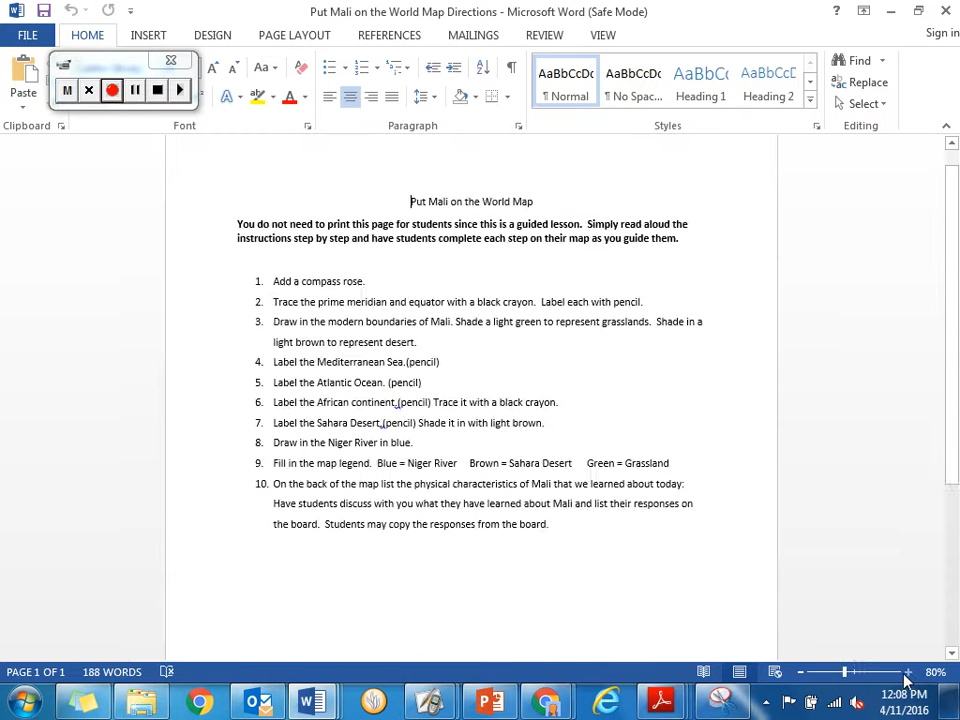 Put Mali on the World Map Directions - Microsoft Word (Safe Mode)
FILE HOME INSERT DESIGN PAGE LAYOUT REFERENCES MAILINGS REVIEW VIEW Sign in
Paste
Aa
AaBbCcDc AaBbCcDc AaBbCcDc AaBbCcD
¶ Normal ¶ No Spac... Heading 1 Heading 2
Find
Replace
Select
Clipboard Font Paragraph Styles Editing
Put Mali on the World Map
You do not need to print this page for students since this is a guided lesson. Simply read aloud the
instructions step by step and have students complete each step on their map as you guide them.
1. Add a compass rose.
2. Trace the prime meridian and equator with a black crayon. Label each with pencil.
3. Draw in the modern boundaries of Mali. Shade a light green to represent grasslands. Shade in a
light brown to represent desert.
4. Label the Mediterranean Sea.(pencil)
5. Label the Atlantic Ocean. (pencil)
6. Label the African continent.(pencil) Trace it with a black crayon.
7. Label the Sahara Desert.(pencil) Shade it in with light brown.
8. Draw in the Niger River in blue.
9. Fill in the map legend. Blue = Niger River Brown = Sahara Desert Green = Grassland
10. On the back of the map list the physical characteristics of Mali that we learned about today:
Have students discuss with you what they have learned about Mali and list their responses on
the board. Students may copy the responses from the board.
PAGE 1 OF 1 188 WORDS 80%
12:08 PM
4/11/2016